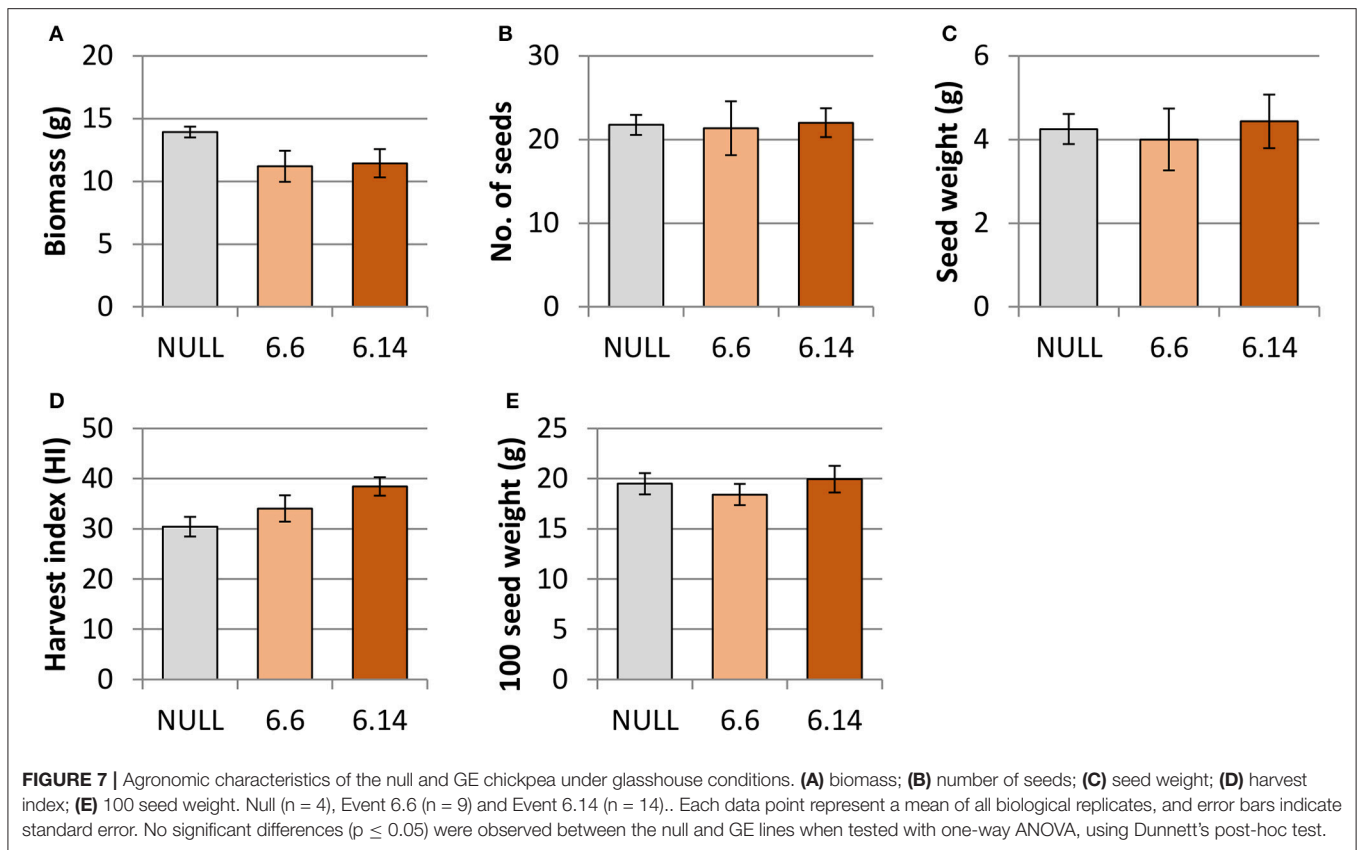 A
Biomass (g)
20
15
10
5
0
NULL 6.6 6.14
B
No. of seeds
30
20
10
0
NULL 6.6 6.14
C
Seed weight (g)
6
4
2
0
NULL 6.6 6.14
D
Harvest index (HI)
50
40
30
20
10
0
NULL 6.6 6.14
E
100 seed weight (g)
25
20
15
10
5
0
NULL 6.6 6.14
FIGURE 7 | Agronomic characteristics of the null and GE chickpea under glasshouse conditions. (A) biomass; (B) number of seeds; (C) seed weight; (D) harvest
index; (E) 100 seed weight. Null (n = 4), Event 6.6 (n = 9) and Event 6.14 (n = 14).. Each data point represent a mean of all biological replicates, and error bars indicate
standard error. No significant differences (p ≤ 0.05) were observed between the null and GE lines when tested with one-way ANOVA, using Dunnett's post-hoc test.